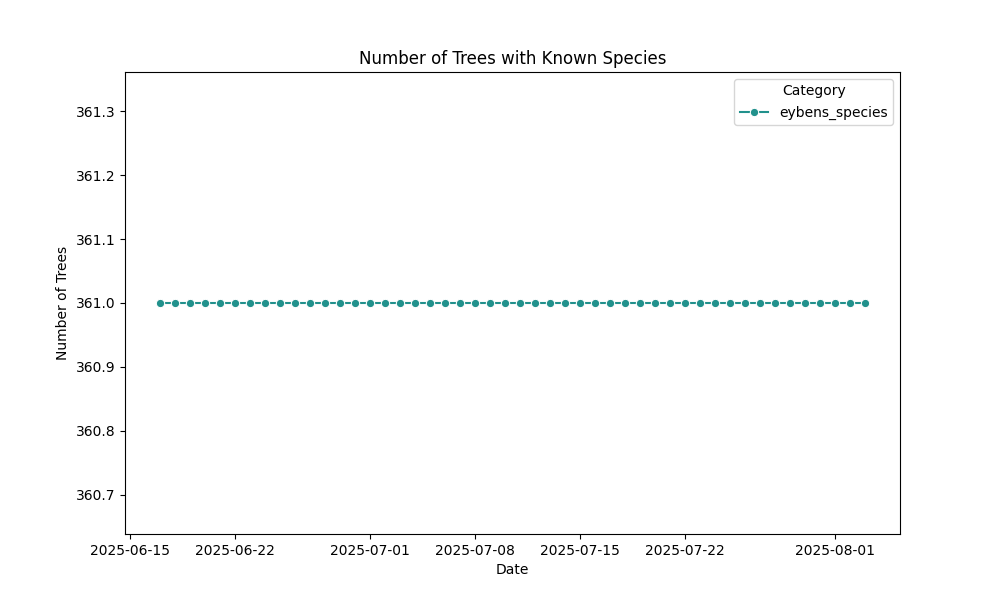 Number of Trees with Known Species
Category
eybens_species
Number of Trees
361.3
361.2
361.1
361.0
360.9
360.8
360.7
2025-06-15 2025-06-22 2025-07-01 2025-07-08 2025-07-15 2025-07-22 2025-08-01
Date